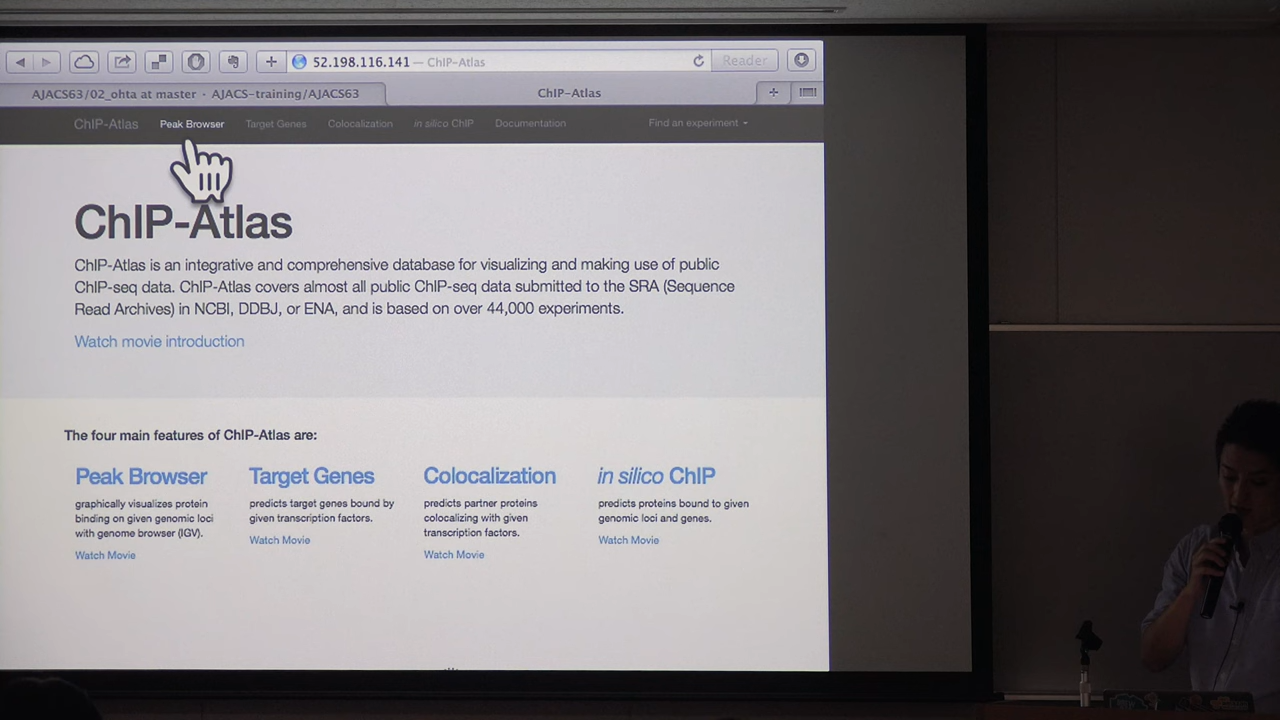 Reader
52.198.116.141 — ChIP-Atlas
AJACS63/02_ohta at master · AJACS-training/AJACS63
ChIP-Atlas
ChIP-Atlas Peak Browser Target Genes Colocalization in silico ChIP Documentation Find an experiment
ChIP-Atlas
ChIP-Atlas is an integrative and comprehensive database for visualizing and making use of public
ChIP-seq data. ChIP-Atlas covers almost all public ChIP-seq data submitted to the SRA (Sequence
Read Archives) in NCBI, DDBJ, or ENA, and is based on over 44,000 experiments.
Watch movie introduction
The four main features of ChIP-Atlas are:
Peak Browser
graphically visualizes protein
binding on given genomic loci
with genome browser (IGV).
Watch Movie
Target Genes
predicts target genes bound by
given transcription factors.
Watch Movie
Colocalization
predicts partner proteins
colocalizing with given
transcription factors.
Watch Movie
in silico ChIP
predicts proteins bound to given
genomic loci and genes.
Watch Movie